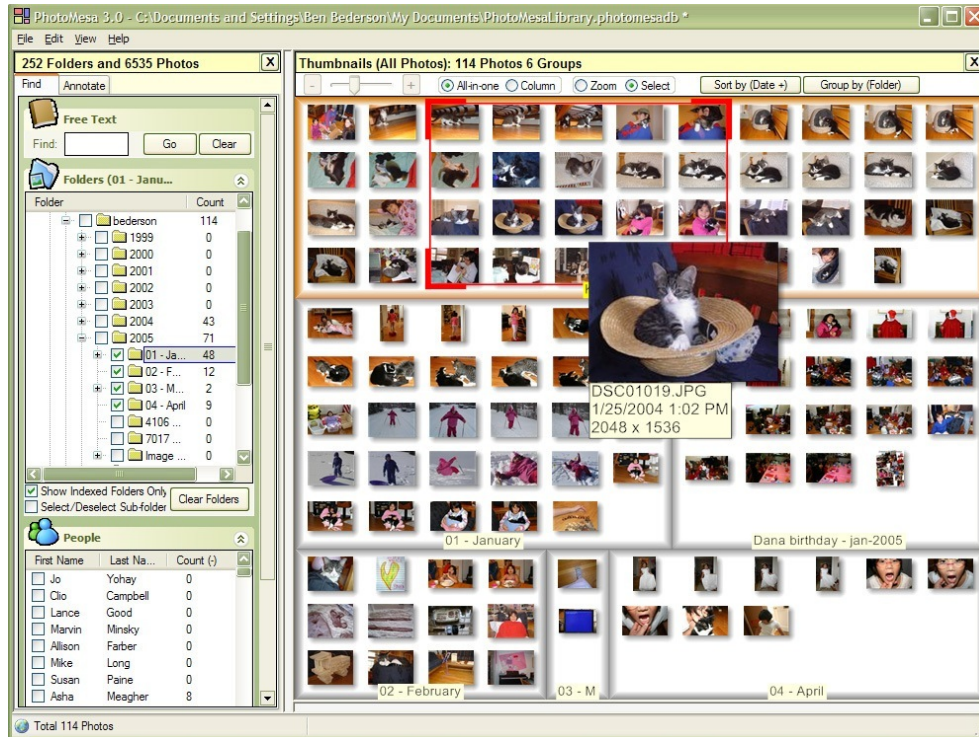 PhotoMesa 3.0 - C:\Documents and Settings\Ben Bederson\My Documents\PhotoMesaLibrary.photomesadb *
File Edit View Help
252 Folders and 6535 Photos X
Find Annotate
Free Text
Find: Go Clear
Folders (01 - Janu...
Folder Count
bederson 114
1999 0
2000 0
2001 0
2002 0
2003 0
2004 43
2005 71
01 - Ja... 48
02 - F... 12
03 - M... 2
04 - April 9
4106 ... 0
7017 ... 0
Image ... 0
Show Indexed Folders Only
Select/Deselect Sub-folder
Clear Folders
People
First Name Last Na... Count (-)
Jo Yohay 0
Clio Campbell 0
Lance Good 0
Marvin Minsky 0
Allison Farber 0
Mike Long 0
Susan Paine 0
Asha Meagher 8
Total 114 Photos
Thumbnails (All Photos): 114 Photos 6 Groups X
- + All-in-one Column Zoom Select Sort by (Date +) Group by (Folder)
DSC01019.JPG
1/25/2004 1:02 PM
2048 x 1536
01 - January
Dana birthday - jan-2005
02 - February
03 - M
04 - April